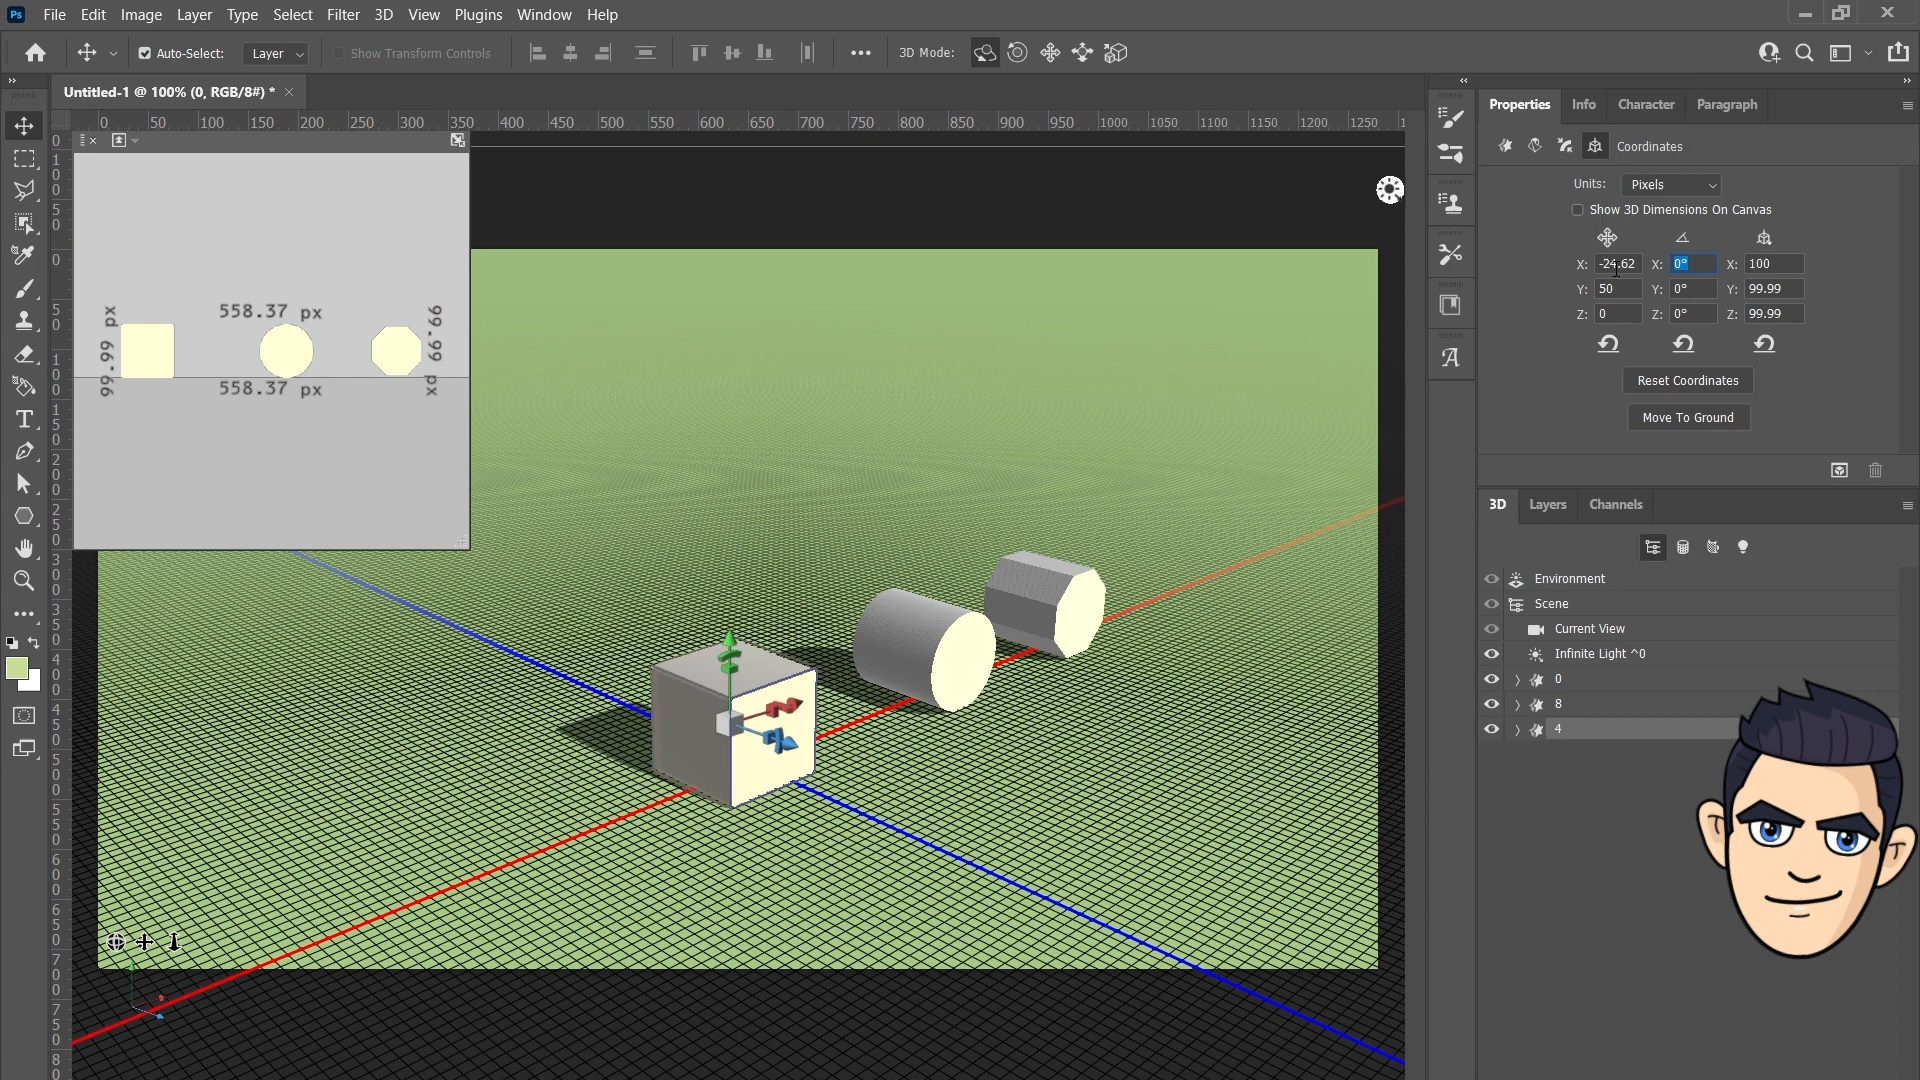 Ps File Edit Image Layer Type Select Filter 3D View Plugins Window Help
Auto-Select: Layer Show Transform Controls 3D Mode:
Untitled-1 @ 100% (0, RGB/8#) *
0 50 100 150 200 250 300 350 400 450 500 550 600 650 700 750 800 850 900 950 1000 1050 1100 1150 1200 1250
558.37 px
99.99 px
99.99 px
558.37 px
Properties Info Character Paragraph
Coordinates
Units: Pixels
Show 3D Dimensions On Canvas
X: -24.62 X: 0° X: 100
Y: 50 Y: 0° Y: 99.99
Z: 0 Z: 0° Z: 99.99
Reset Coordinates
Move To Ground
3D Layers Channels
Environment
Scene
Current View
Infinite Light ^0
0
8
4